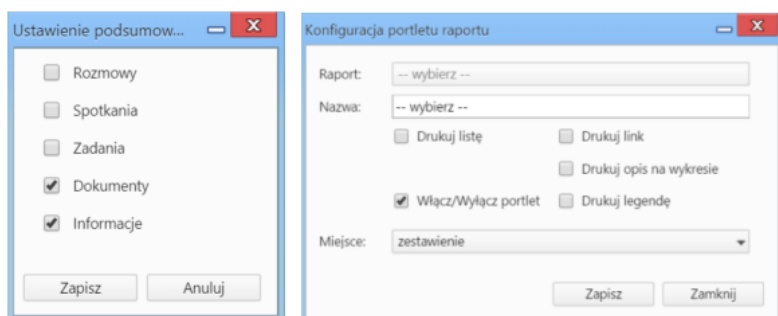 Ustawienie podsumow...
Rozmowy
Spotkania
Zadania
Dokumenty
Informacje
Zapisz Anuluj
Konfiguracja portletu raportu
Raport: -- wybierz --
Nazwa: -- wybierz --
Drukuj listę Drukuj link
Drukuj opis na wykresie
Włącz/Wyłącz portlet Drukuj legendę
Miejsce: zestawienie
Zapisz Zamknij